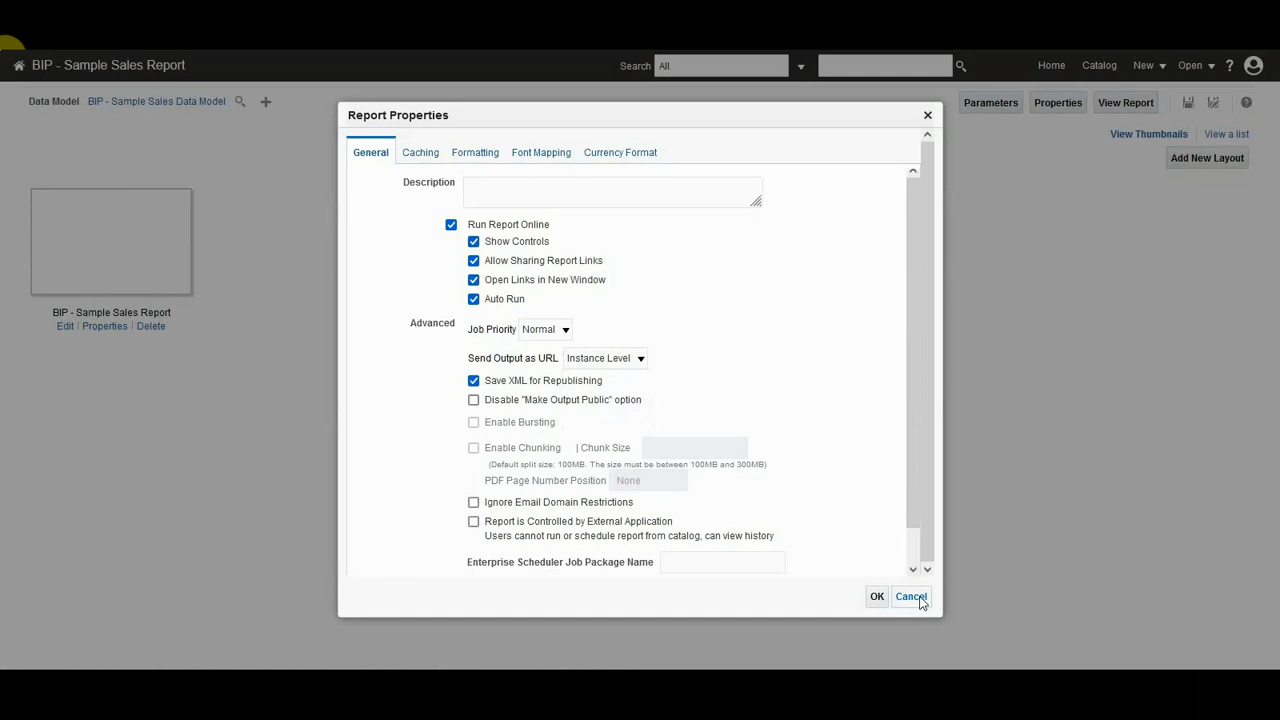 BIP - Sample Sales Report
Search All
Home Catalog New Open ?
Data Model BIP - Sample Sales Data Model
Parameters Properties View Report
View Thumbnails View a list
Add New Layout
BIP - Sample Sales Report
Edit | Properties | Delete
Report Properties
General Caching Formatting Font Mapping Currency Format
Description
Run Report Online
Show Controls
Allow Sharing Report Links
Open Links in New Window
Auto Run
Advanced
Job Priority Normal
Send Output as URL Instance Level
Save XML for Republishing
Disable "Make Output Public" option
Enable Bursting
Enable Chunking | Chunk Size
(Default split size: 100MB. The size must be between 100MB and 300MB)
PDF Page Number Position None
Ignore Email Domain Restrictions
Report is Controlled by External Application
Users cannot run or schedule report from catalog, can view history
Enterprise Scheduler Job Package Name
OK Cancel